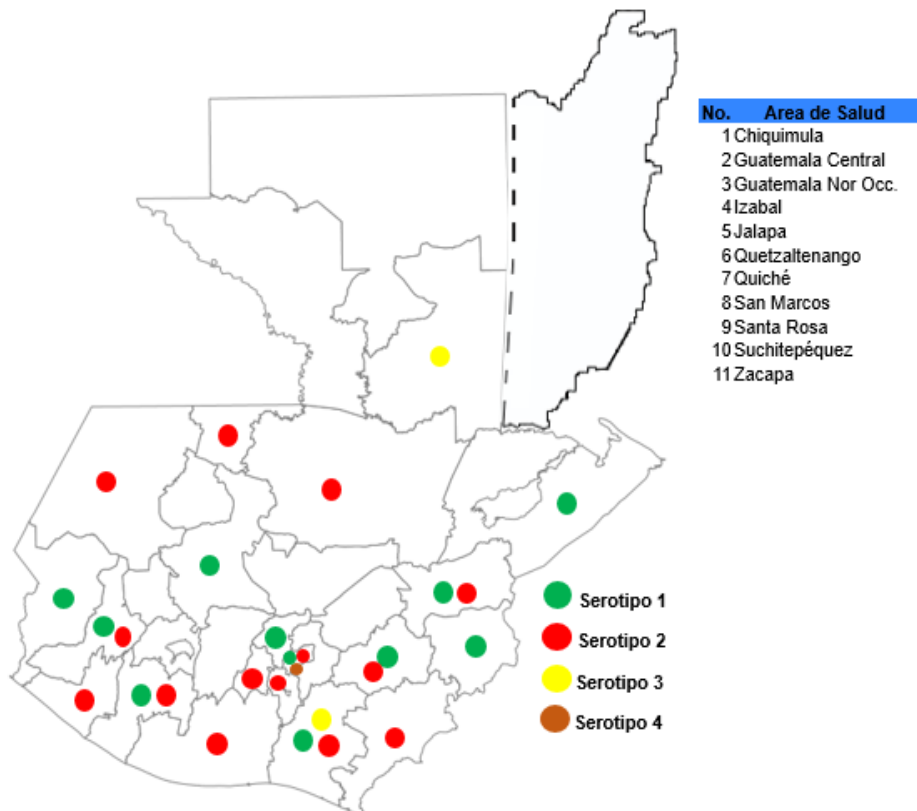 No. Area de Salud
1 Chiquimula
2 Guatemala Central
3 Guatemala Nor Occ.
4 Izabal
5 Jalapa
6 Quetzaltenango
7 Quiché
8 San Marcos
9 Santa Rosa
10 Suchitepéquez
11 Zacapa
Serotipo 1
Serotipo 2
Serotipo 3
Serotipo 4